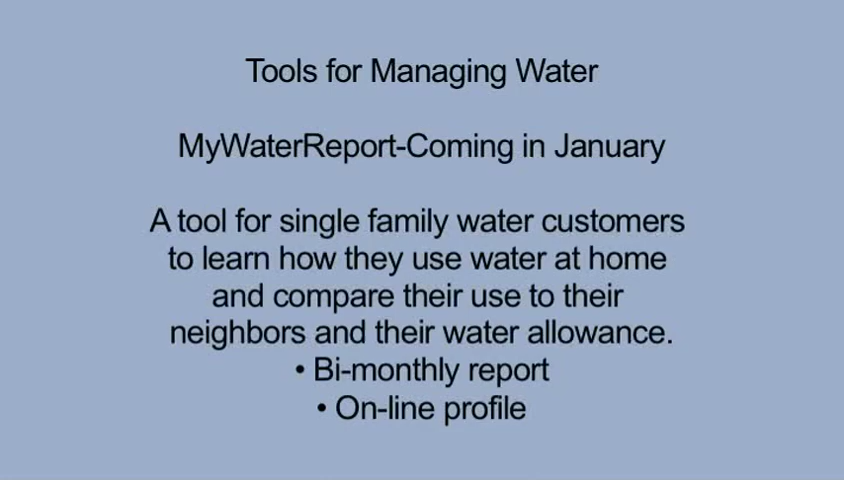 Tools for Managing Water
MyWaterReport-Coming in January
A tool for single family water customers
to learn how they use water at home
and compare their use to their
neighbors and their water allowance.
• Bi-monthly report
• On-line profile